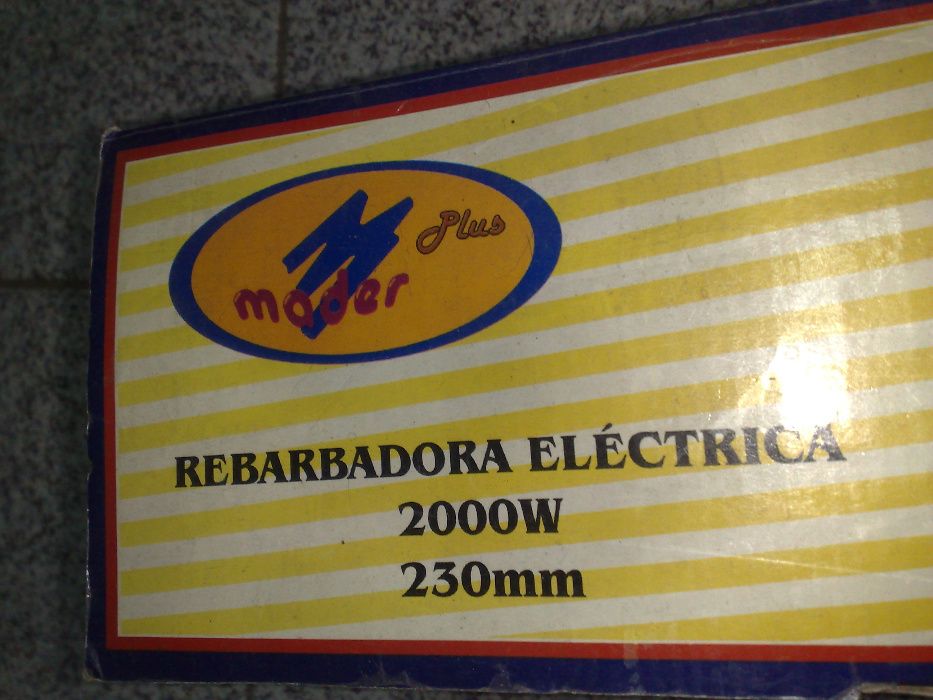 Plus
mader
REBARBADORA ELÉCTRICA
2000W
230mm